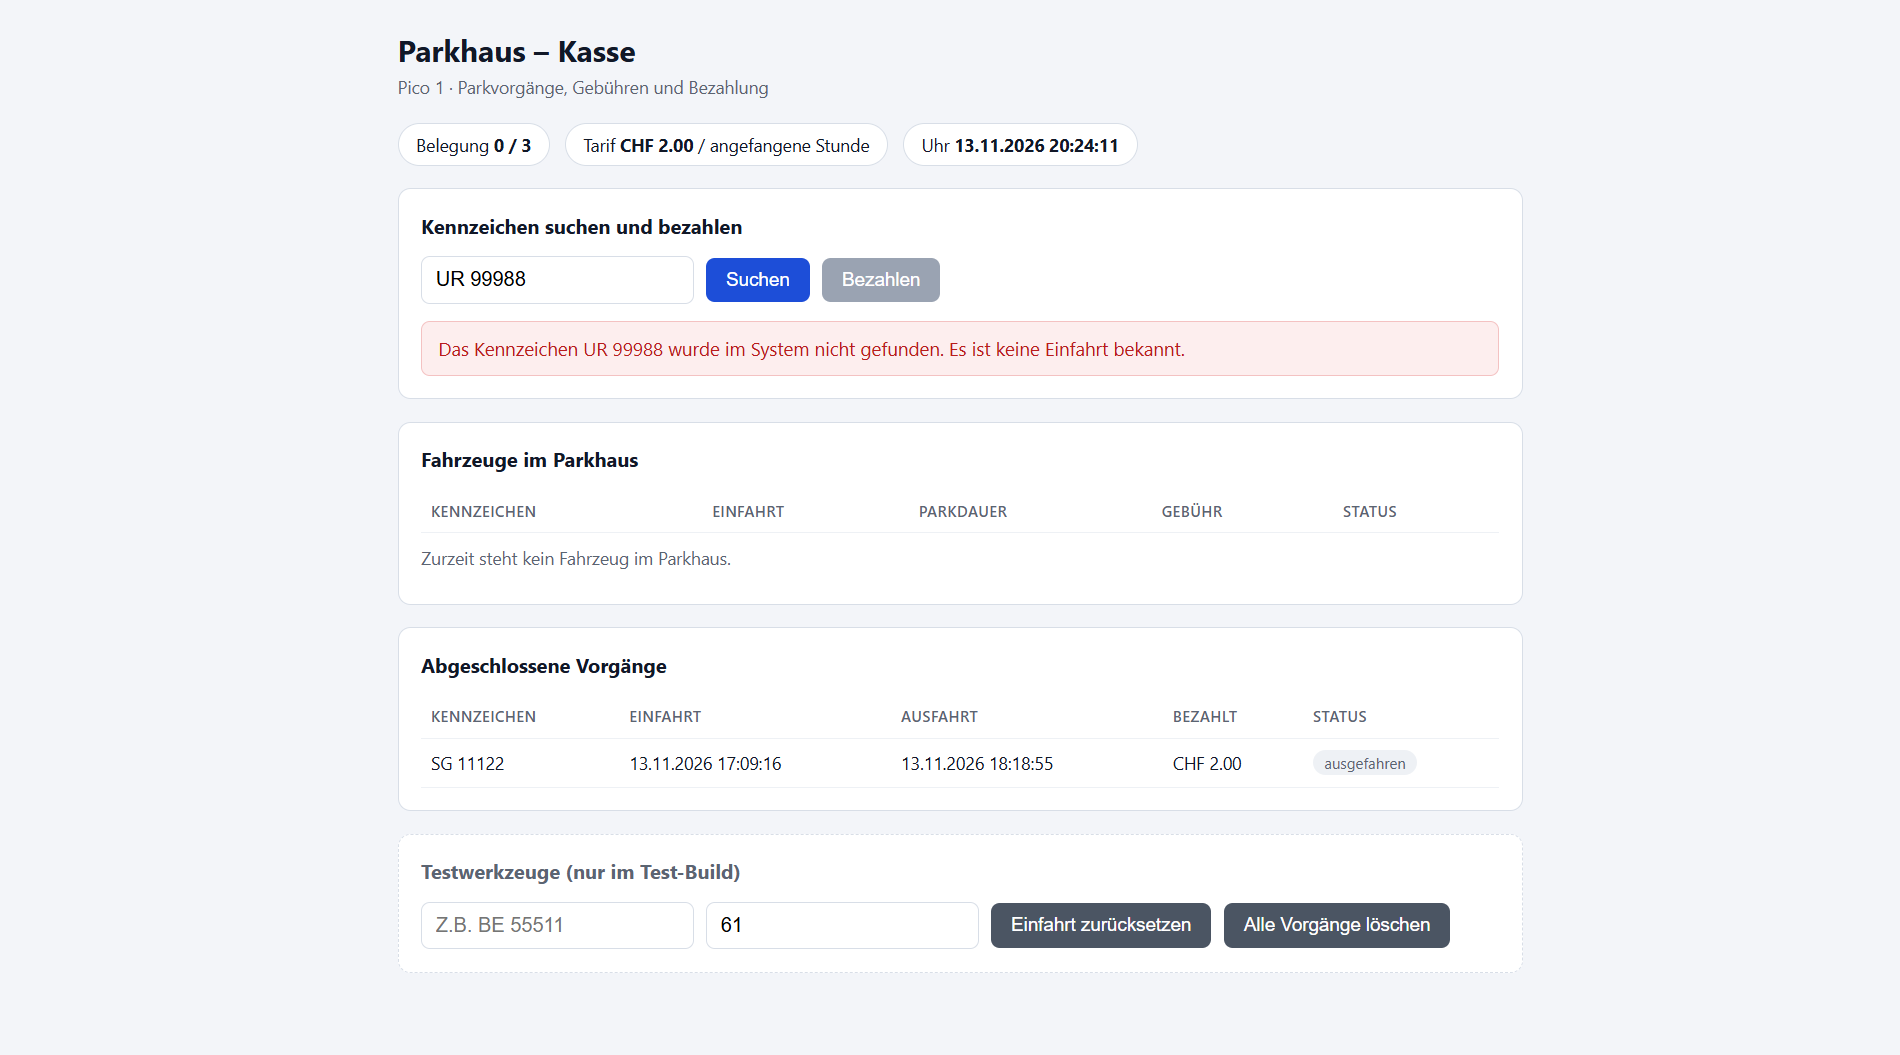 Parkhaus – Kasse
Pico 1 · Parkvorgänge, Gebühren und Bezahlung
Belegung 0 / 3
Tarif CHF 2.00 / angefangene Stunde
Uhr 13.11.2026 20:24:11
Kennzeichen suchen und bezahlen
UR 99988
Suchen
Bezahlen
Das Kennzeichen UR 99988 wurde im System nicht gefunden. Es ist keine Einfahrt bekannt.
Fahrzeuge im Parkhaus
KENNZEICHEN EINFAHRT PARKDAUER GEBÜHR STATUS
Zurzeit steht kein Fahrzeug im Parkhaus.
Abgeschlossene Vorgänge
KENNZEICHEN EINFAHRT AUSFAHRT BEZAHLT STATUS
SG 11122 13.11.2026 17:09:16 13.11.2026 18:18:55 CHF 2.00 ausgefahren
Testwerkzeuge (nur im Test-Build)
Z.B. BE 55511
61
Einfahrt zurücksetzen
Alle Vorgänge löschen